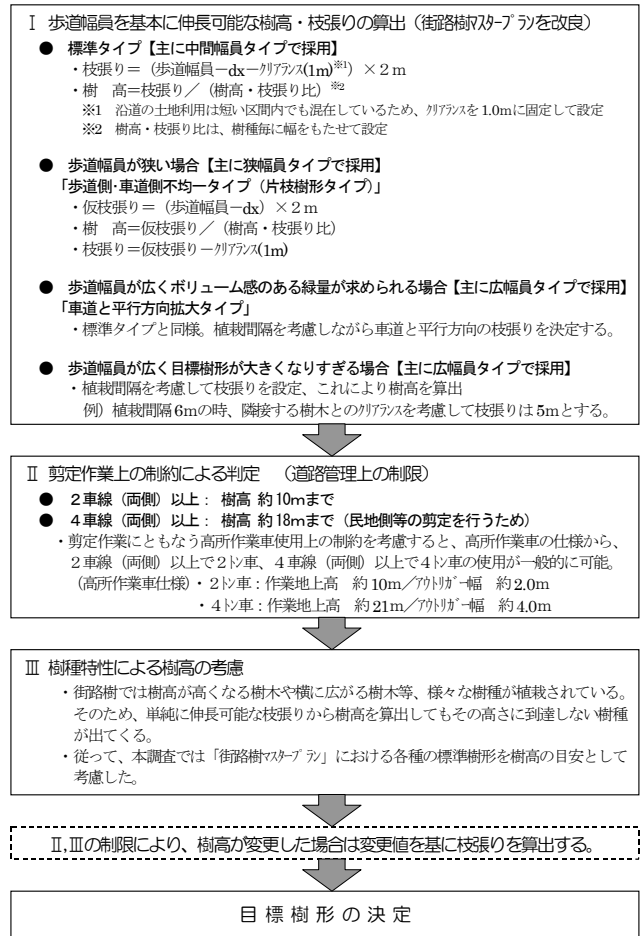 Ⅰ 歩道幅員を基本に伸長可能な樹高・枝張りの算出（街路樹ﾏｽﾀｰﾌﾟﾗﾝを改良）
● 標準タイプ【主に中間幅員タイプで採用】
・枝張り＝（歩道幅員－dx－ｸﾘｱﾗﾝｽ(1m)※1）×２ｍ
・樹　高＝枝張り／（樹高・枝張り比）※2
※1　沿道の土地利用は短い区間内でも混在しているため、ｸﾘｱﾗﾝｽを1.0mに固定して設定
※2　樹高・枝張り比は、樹種毎に幅をもたせて設定
● 歩道幅員が狭い場合【主に狭幅員タイプで採用】
「歩道側・車道側不均一タイプ（片枝樹形タイプ）」
・仮枝張り＝（歩道幅員－dx）×２ｍ
・樹　高＝仮枝張り／（樹高・枝張り比）
・枝張り＝仮枝張り－ｸﾘｱﾗﾝｽ(1m)
● 歩道幅員が広くボリューム感のある緑量が求められる場合【主に広幅員タイプで採用】
「車道と平行方向拡大タイプ」
・標準タイプと同様。植栽間隔を考慮しながら車道と平行方向の枝張りを決定する。
● 歩道幅員が広く目標樹形が大きくなりすぎる場合【主に広幅員タイプで採用】
・植栽間隔を考慮して枝張りを設定、これにより樹高を算出
例）植栽間隔6mの時、隣接する樹木とのｸﾘｱﾗﾝｽを考慮して枝張りは5mとする。
Ⅱ 剪定作業上の制約による判定　（道路管理上の制限）
● ２車線（両側）以上： 樹高 約10mまで
● ４車線（両側）以上： 樹高 約18mまで（民地側等の剪定を行うため）
・剪定作業にともなう高所作業車使用上の制約を考慮すると、高所作業車の仕様から、
２車線（両側）以上で２ﾄﾝ車、４車線（両側）以上で４ﾄﾝ車の使用が一般的に可能。
（高所作業車仕様）・２ﾄﾝ車：作業地上高　約10m／ｱｳﾄﾘｶﾞｰ幅　約2.0m
・４ﾄﾝ車：作業地上高　約21m／ｱｳﾄﾘｶﾞｰ幅　約4.0m
Ⅲ 樹種特性による樹高の考慮
・街路樹では樹高が高くなる樹木や横に広がる樹木等、様々な樹種が植栽されている。
そのため、単純に伸長可能な枝張りから樹高を算出してもその高さに到達しない樹種
が出てくる。
・従って、本調査では「街路樹ﾏｽﾀｰﾌﾟﾗﾝ」における各種の標準樹形を樹高の目安として
考慮した。
Ⅱ,Ⅲの制限により、樹高が変更した場合は変更値を基に枝張りを算出する。
目標樹形の決定